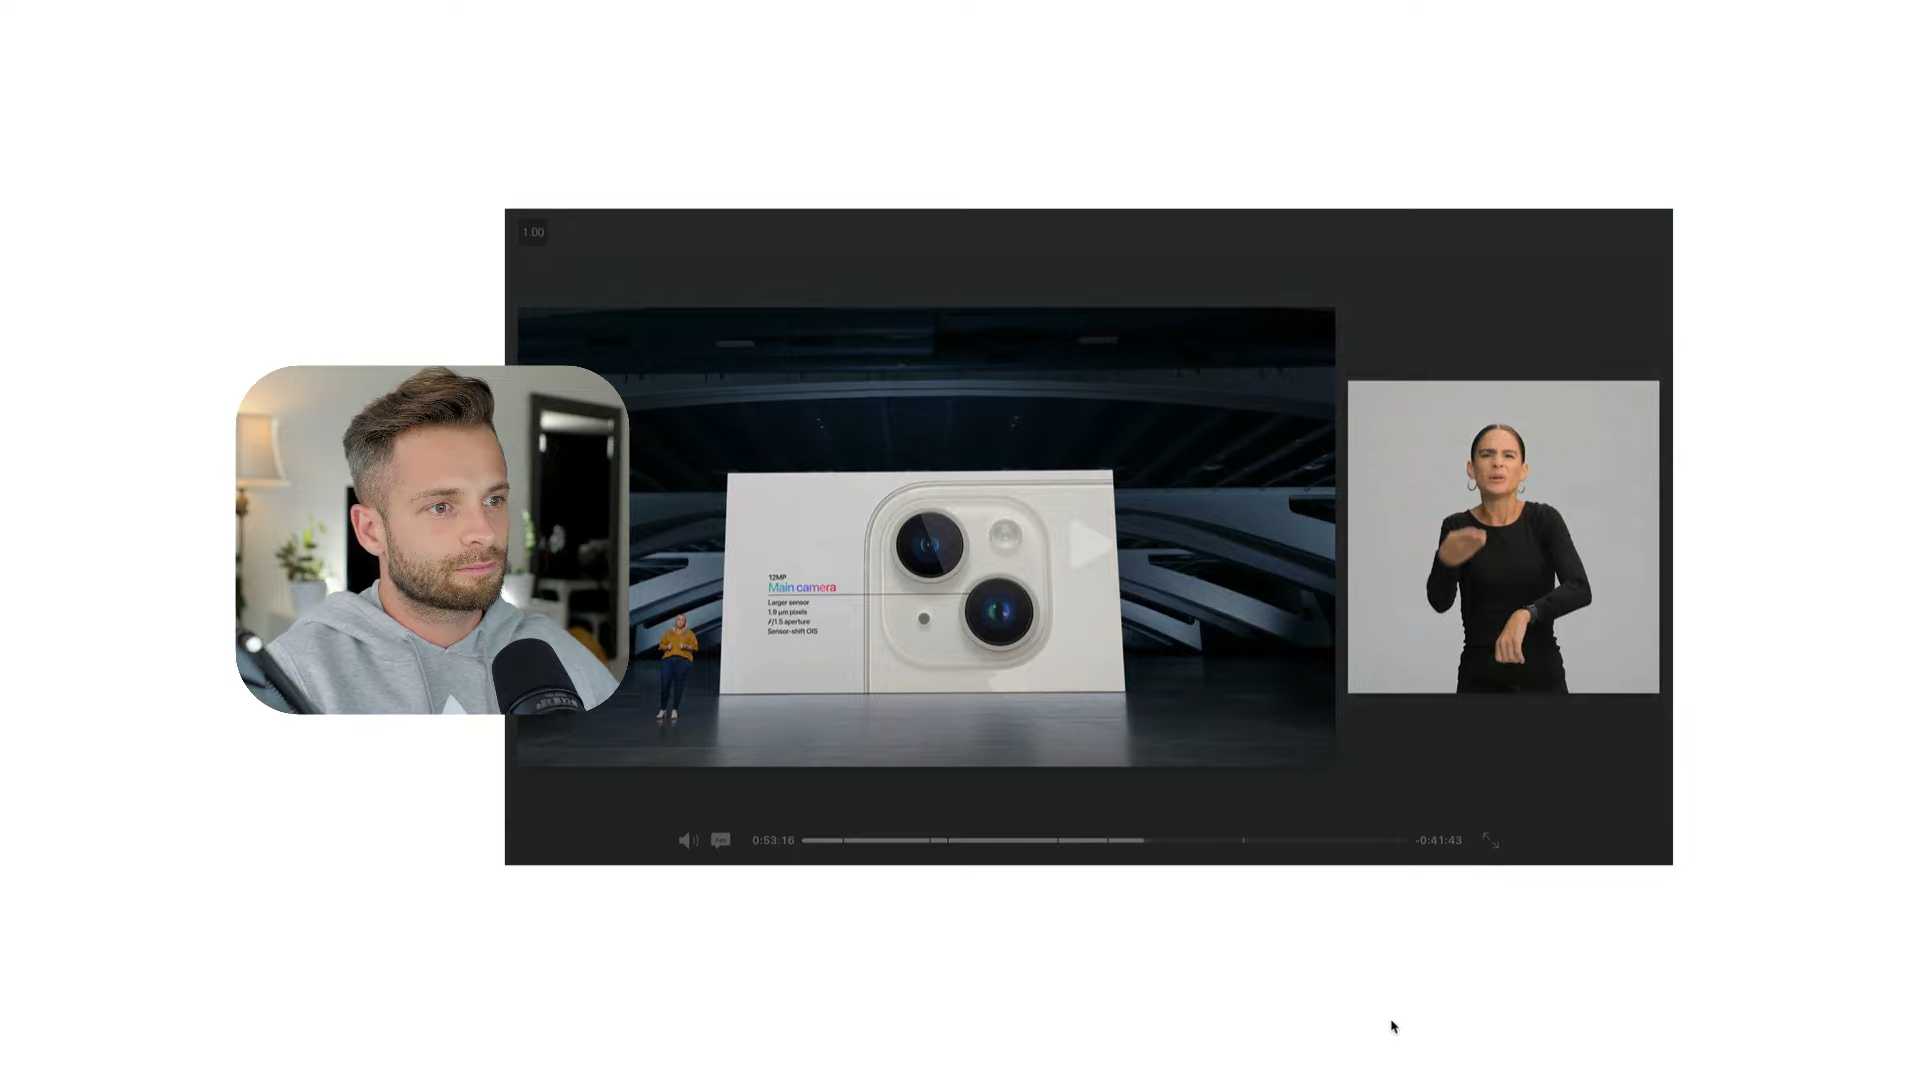 1.00
12MP
Main camera
Larger sensor
1.9 µm pixels
ƒ/1.5 aperture
Sensor-shift OIS
0:53:16
-0:41:43